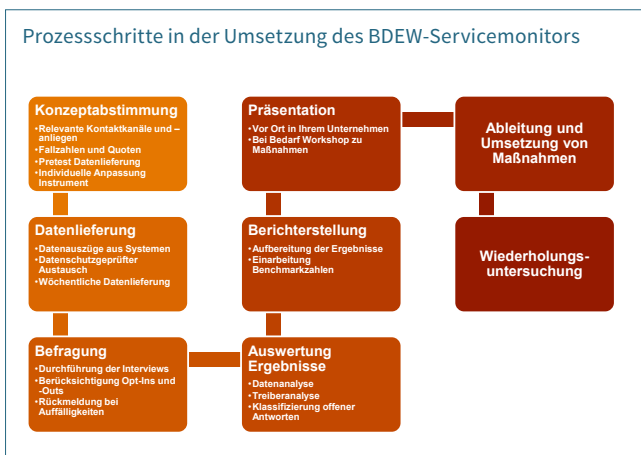 Prozessschritte in der Umsetzung des BDEW-Servicemonitors
Konzeptabstimmung
•Relevante Kontaktkanäle und –
anliegen
•Fallzahlen und Quoten
•Pretest Datenlieferung
•Individuelle Anpassung
Instrument
Datenlieferung
•Datenauszüge aus Systemen
•Datenschutzgeprüfter
Austausch
•Wöchentliche Datenlieferung
Befragung
•Durchführung der Interviews
•Berücksichtigung Opt-Ins und
-Outs
•Rückmeldung bei
Auffälligkeiten
Auswertung
Ergebnisse
•Datenanalyse
•Treiberanalyse
•Klassifizierung offener
Antworten
Berichterstellung
•Aufbereitung der Ergebnisse
•Einarbeitung
Benchmarkzahlen
Präsentation
•Vor Ort in Ihrem Unternehmen
•Bei Bedarf Workshop zu
Maßnahmen
Ableitung und
Umsetzung von
Maßnahmen
Wiederholungs-
untersuchung